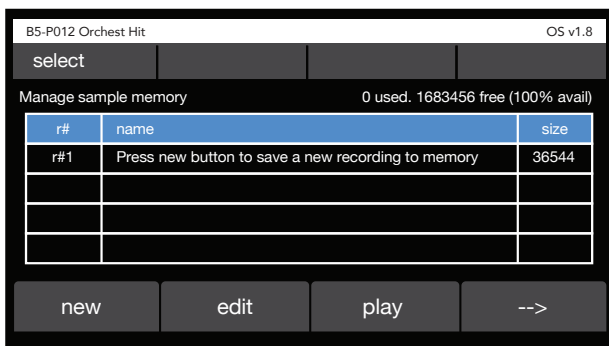 B5-P012 Orchest Hit OS v1.8
select
Manage sample memory 0 used. 1683456 free (100% avail)
r# name size
r#1 Press new button to save a new recording to memory 36544
new edit play -->